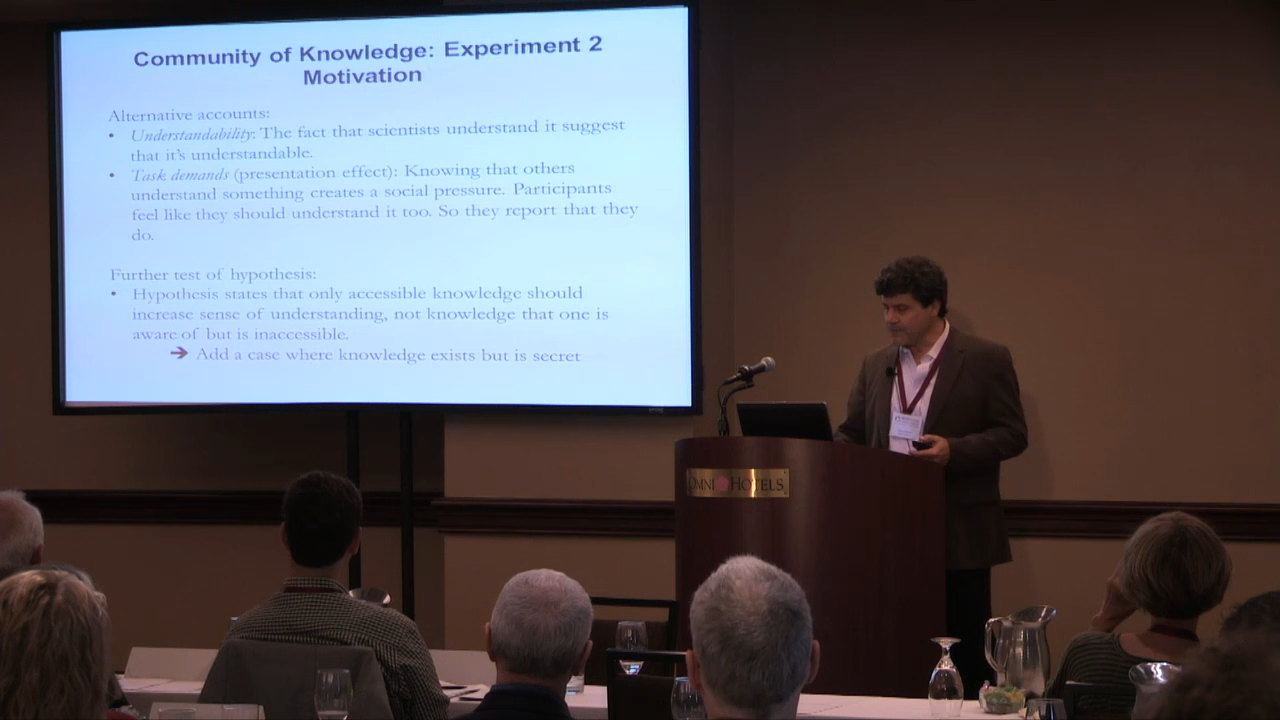 Community of Knowledge: Experiment 2
Motivation
Alternative accounts:
• Understandability: The fact that scientists understand it suggest
that it's understandable.
• Task demands (presentation effect): Knowing that others
understand something creates a social pressure. Participants
feel like they should understand it too. So they report that they
do.
Further test of hypothesis:
• Hypothesis states that only accessible knowledge should
increase sense of understanding, not knowledge that one is
aware of but is inaccessible.
➔ Add a case where knowledge exists but is secret
OMNI HOTELS